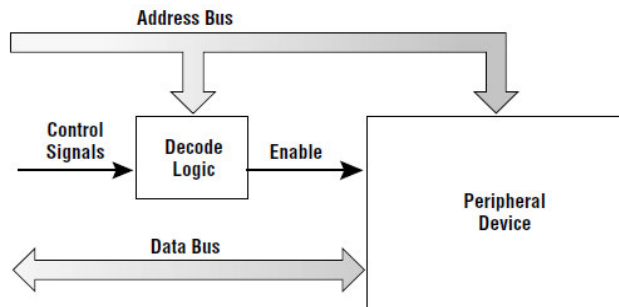 Address Bus
Control
Signals
Decode
Logic
Enable
Peripheral
Device
Data Bus